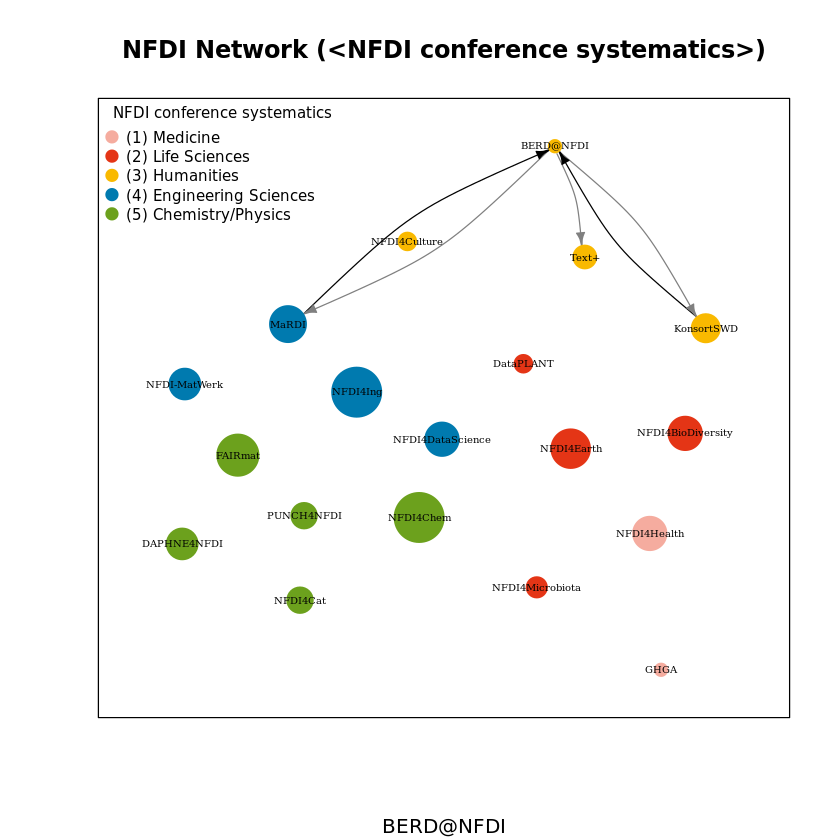 NFDI Network (<NFDI conference systematics>)
NFDI conference systematics
(1) Medicine
(2) Life Sciences
(3) Humanities
(4) Engineering Sciences
(5) Chemistry/Physics
BERD@NFDI
NFDI4Culture
Text+
MaRDI
KonsortSWD
DataPLANT
NFDI-MatWerk
NFDI4Ing
NFDI4DataScience
NFDI4BioDiversity
NFDI4Earth
FAIRmat
PUNCH4NFDI
NFDI4Chem
NFDI4Health
DAPHNE4NFDI
NFDI4Microbiota
NFDI4Cat
GHGA
BERD@NFDI